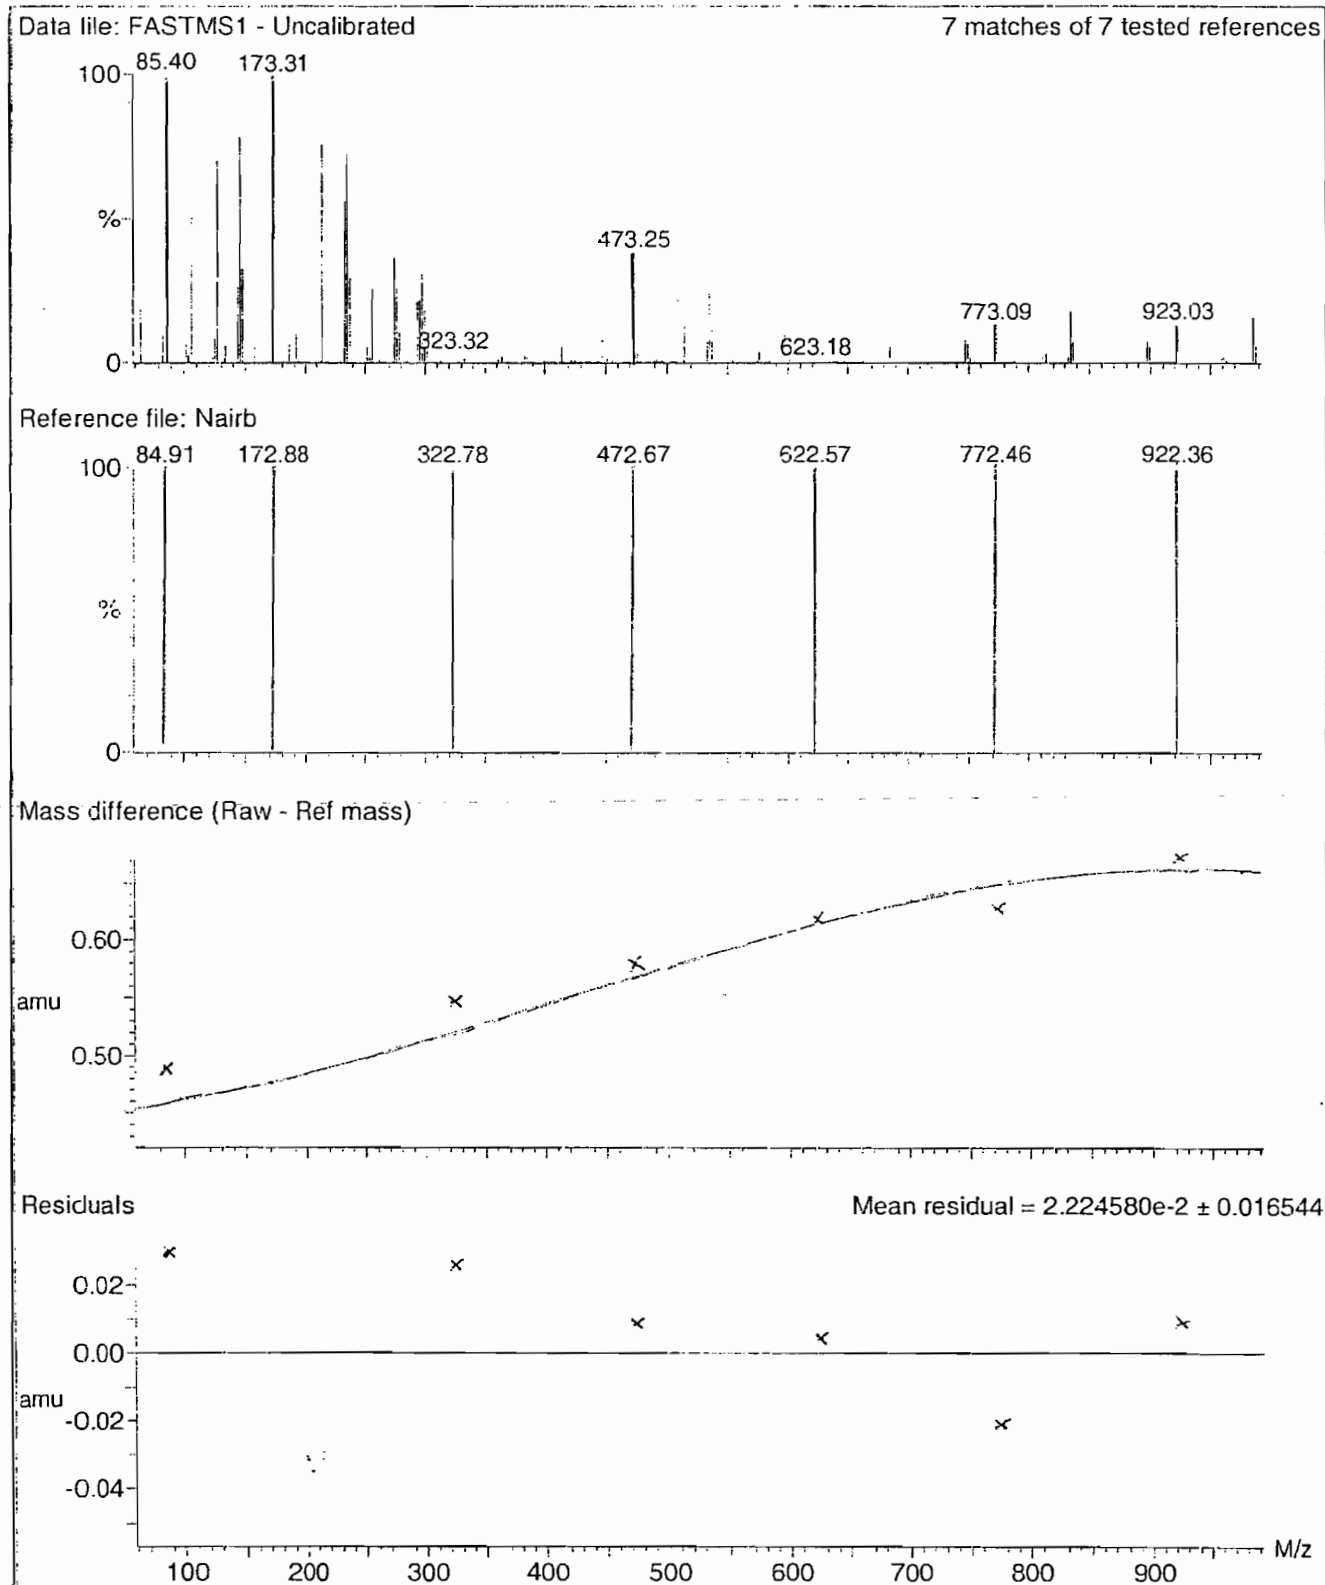 Data file: FASTMS1 - Uncalibrated 7 matches of 7 tested references
85.40 173.31
100
%
473.25
773.09 923.03
323.32 623.18
0
Reference file: Nairb
84.91 172.88 322.78 472.67 622.57 772.46 922.36
100
%
0
Mass difference (Raw - Ref mass)
0.60
amu
0.50
Residuals Mean residual = 2.224580e-2 ± 0.016544
0.02
0.00
amu
-0.02
-0.04
M/z
100 200 300 400 500 600 700 800 900